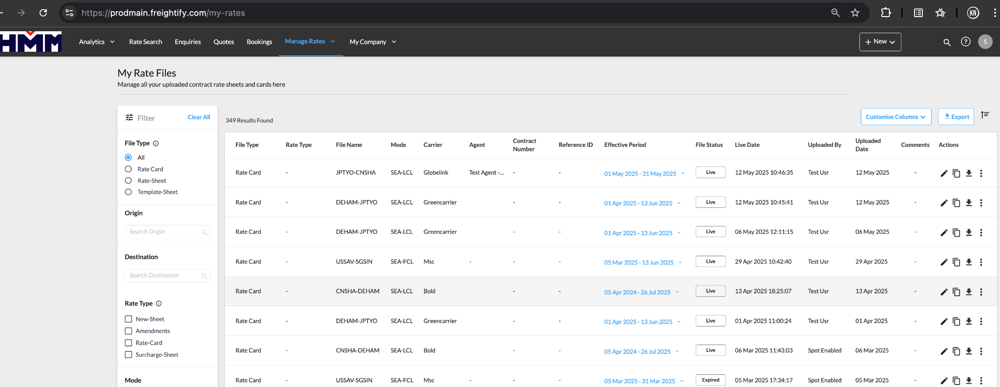 https://prodmain.freightify.com/my-rates
KN
HMM
Analytics Rate Search Enquiries Quotes Bookings Manage Rates My Company + New ? S
My Rate Files
Manage all your uploaded contract rate sheets and cards here
Filter Clear All
File Type
All
Rate Card
Rate-Sheet
Template-Sheet
Origin
Search Origin
Destination
Search Destination
Rate Type
New-Sheet
Amendments
Rate-Card
Surcharge-Sheet
Mode
349 Results Found
Customise Columns Export
File Type Rate Type File Name Mode Carrier Agent Contract Number Reference ID Effective Period File Status Live Date Uploaded By Uploaded Date Comments Actions
Rate Card - JPTYO-CNSHA SEA-LCL Globelink Test Agent -... - - 01 May 2025 - 31 May 2025 Live 12 May 2025 10:46:35 Test Usr 12 May 2025 -
Rate Card - DEHAM-JPTYO SEA-LCL Greencarrier - - 01 Apr 2025 - 13 Jun 2025 Live 12 May 2025 10:45:41 Test Usr 12 May 2025 -
Rate Card - DEHAM-JPTYO SEA-LCL Greencarrier - - 01 Apr 2025 - 13 Jun 2025 Live 06 May 2025 12:11:15 Test Usr 06 May 2025 -
Rate Card - USSAV-SGSIN SEA-FCL Msc - - - 05 Mar 2025 - 13 Jun 2025 Live 29 Apr 2025 10:42:40 Test Usr 29 Apr 2025 -
Rate Card - CNSHA-DEHAM SEA-LCL Bold - - 05 Apr 2024 - 26 Jul 2025 Live 13 Apr 2025 18:25:07 Test Usr 13 Apr 2025 -
Rate Card - DEHAM-JPTYO SEA-LCL Greencarrier - - 01 Apr 2025 - 13 Jun 2025 Live 01 Apr 2025 11:00:24 Test Usr 01 Apr 2025 -
Rate Card - CNSHA-DEHAM SEA-LCL Bold - - 05 Apr 2024 - 26 Jul 2025 Live 06 Mar 2025 11:43:03 Spot Enabled 06 Mar 2025 -
Rate Card - USSAV-SGSIN SEA-FCL Msc - - - 05 Mar 2025 - 31 Mar 2025 Expired 05 Mar 2025 17:34:17 Spot Enabled 05 Mar 2025 -